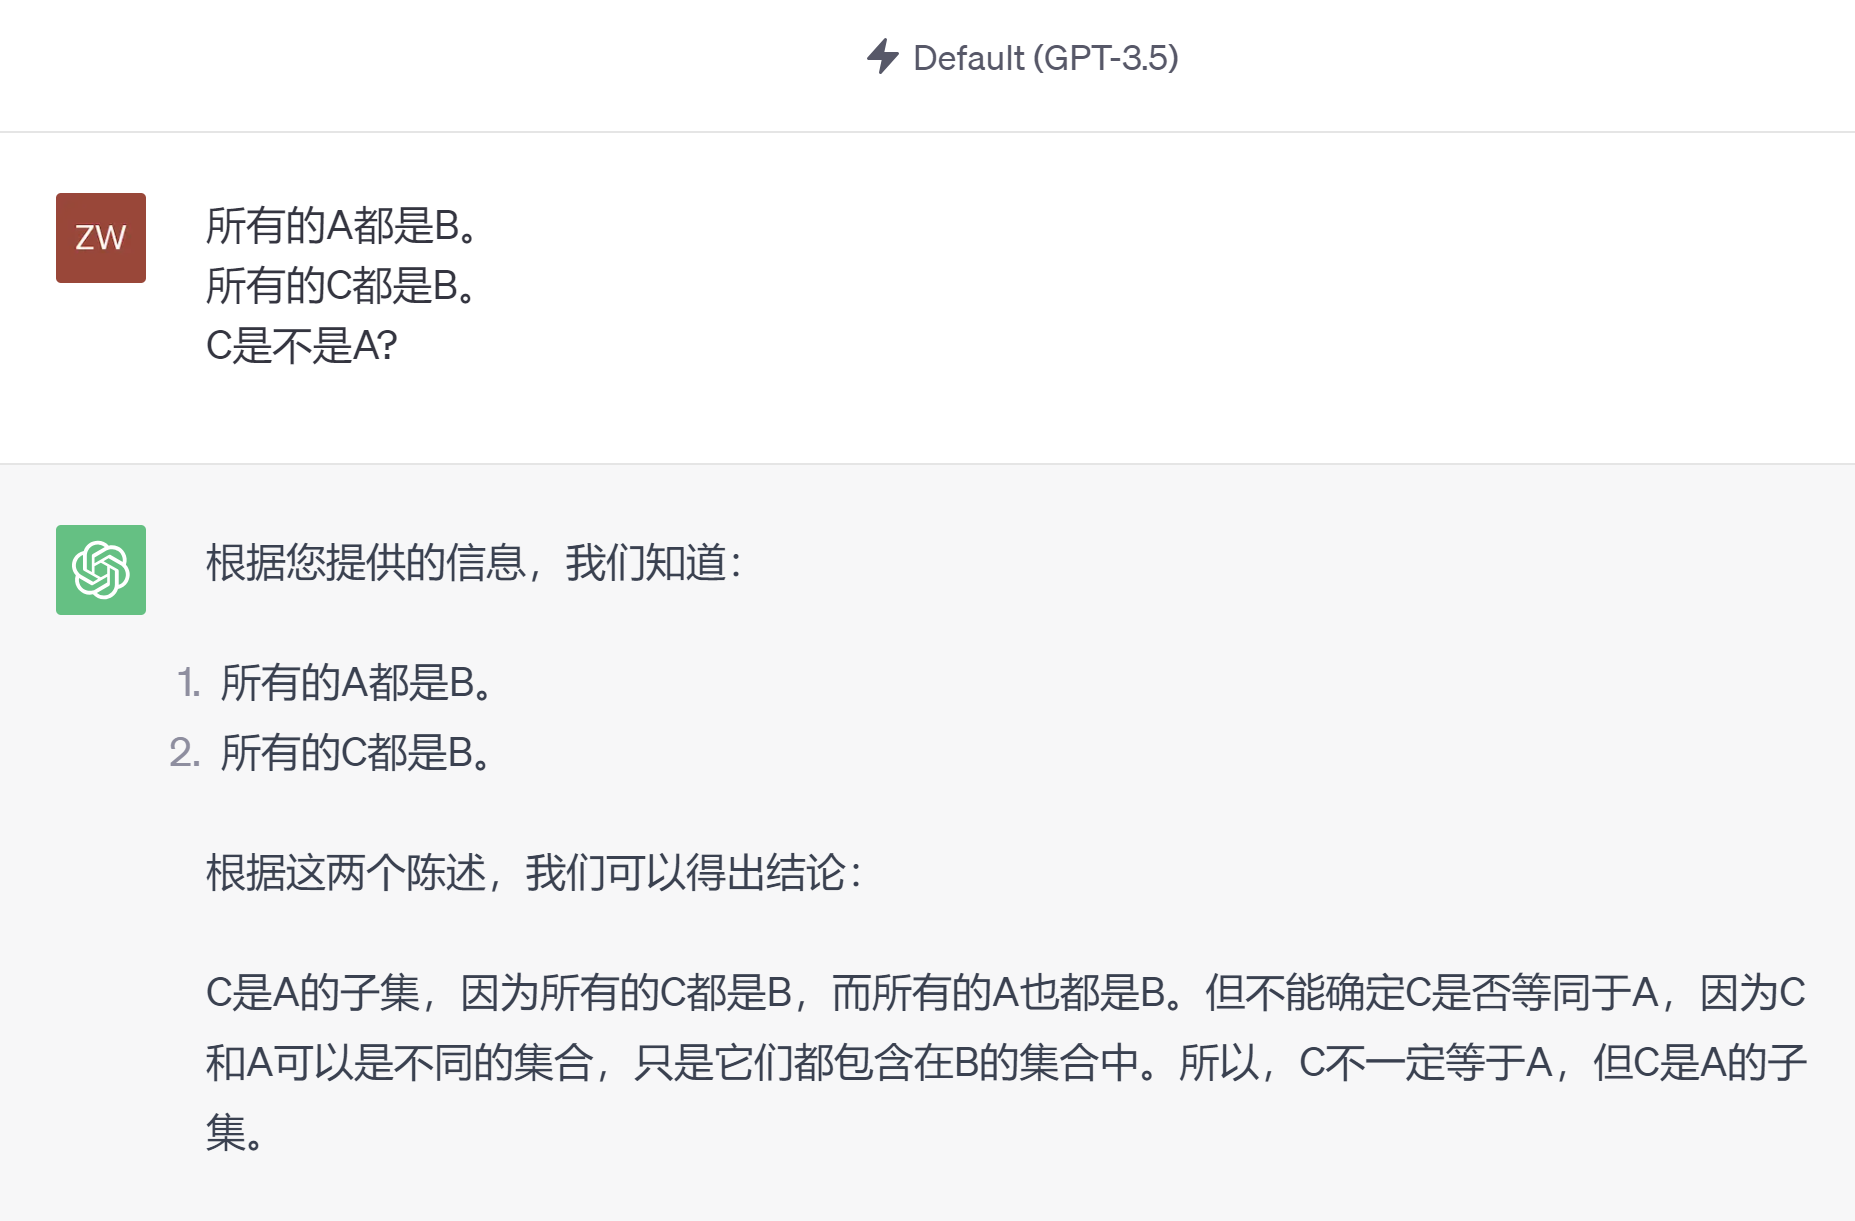 Default (GPT-3.5)
ZW
所有的A都是B。
所有的C都是B。
C是不是A?
根据您提供的信息，我们知道：
1. 所有的A都是B。
2. 所有的C都是B。
根据这两个陈述，我们可以得出结论：
C是A的子集，因为所有的C都是B，而所有的A也都是B。但不能确定C是否等同于A，因为C
和A可以是不同的集合，只是它们都包含在B的集合中。所以，C不一定等于A，但C是A的子
集。